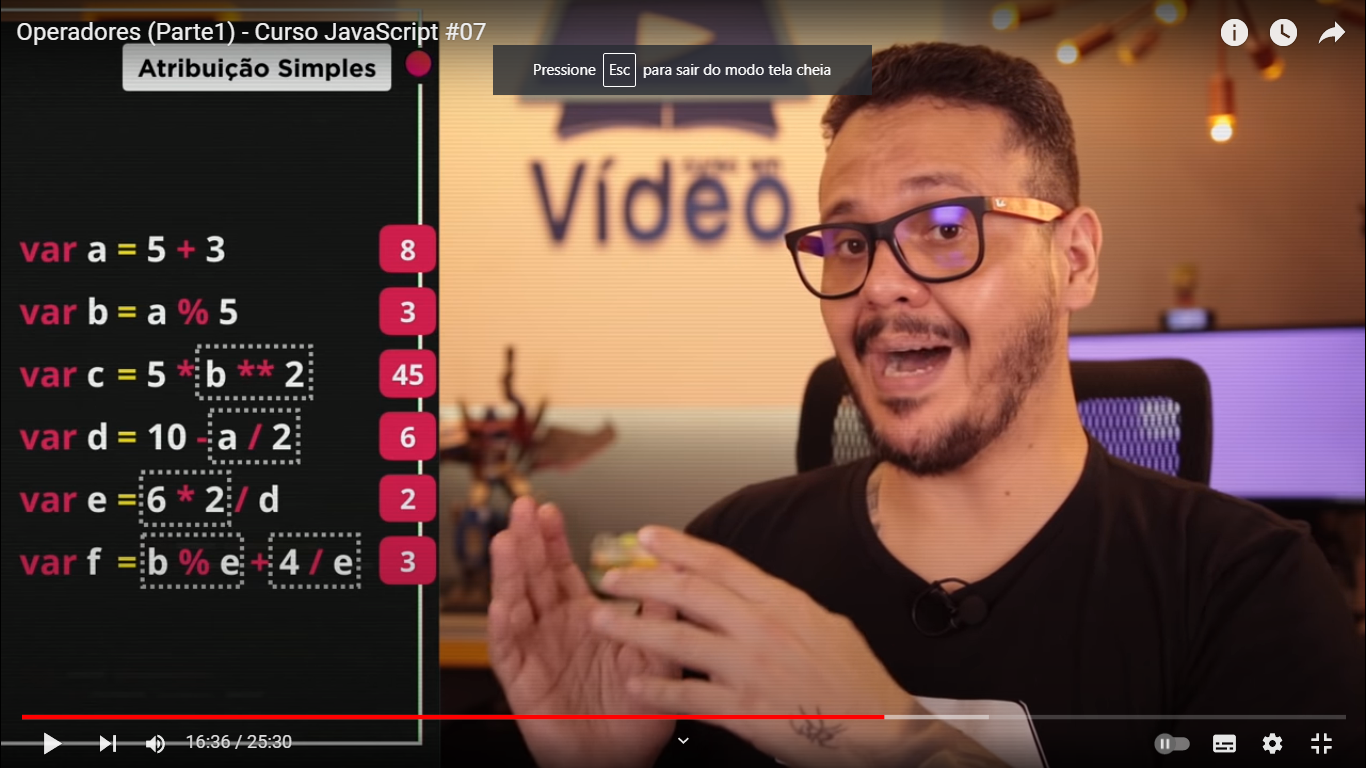 Operadores (Parte1) - Curso JavaScript #07
Atribuição Simples
Pressione Esc para sair do modo tela cheia
Vídeo
var a = 5 + 3 8
var b = a % 5 3
var c = 5 * b ** 2 45
var d = 10 - a / 2 6
var e = 6 * 2 / d 2
var f = b % e + 4 / e 3
16:36 / 25:30